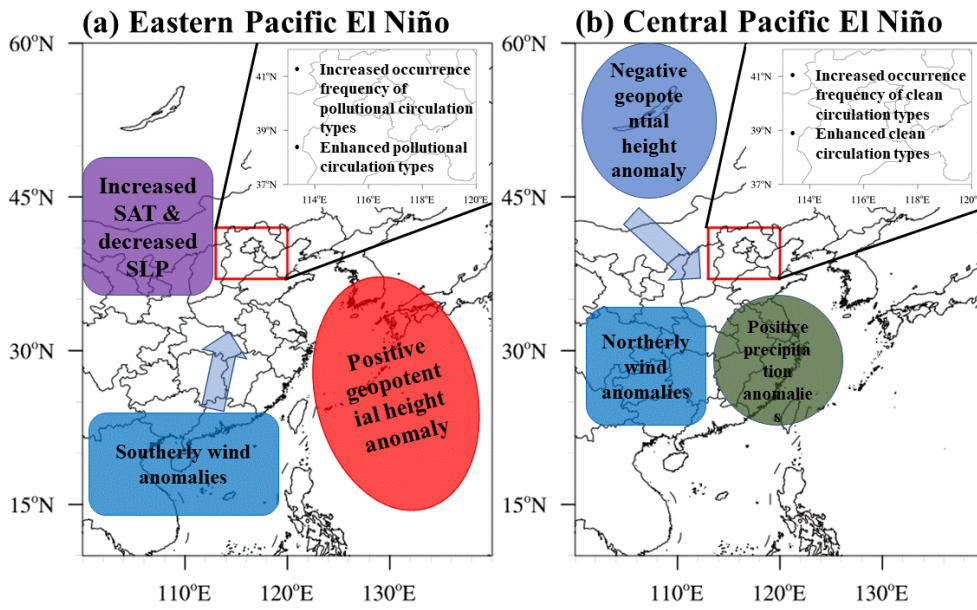 (a) Eastern Pacific El Niño
(b) Central Pacific El Niño
60°N
45°N
30°N
15°N
110°E
120°E
130°E
• Increased occurrence
frequency of
pollutional circulation
types
• Enhanced pollutional
circulation types
41°N
39°N
37°N
114°E
116°E
118°E
120°E
Increased
SAT &
decreased
SLP
Positive
geopotent
ial height
anomaly
Southerly wind
anomalies
Negative
geopote
ntial
height
anomaly
• Increased occurrence
frequency of clean
circulation types
• Enhanced clean
circulation types
41°N
39°N
37°N
114°E
116°E
118°E
120°E
Northerly
wind
anomalies
Positive
precipita
tion
anomalie
s
110°E
120°E
130°E